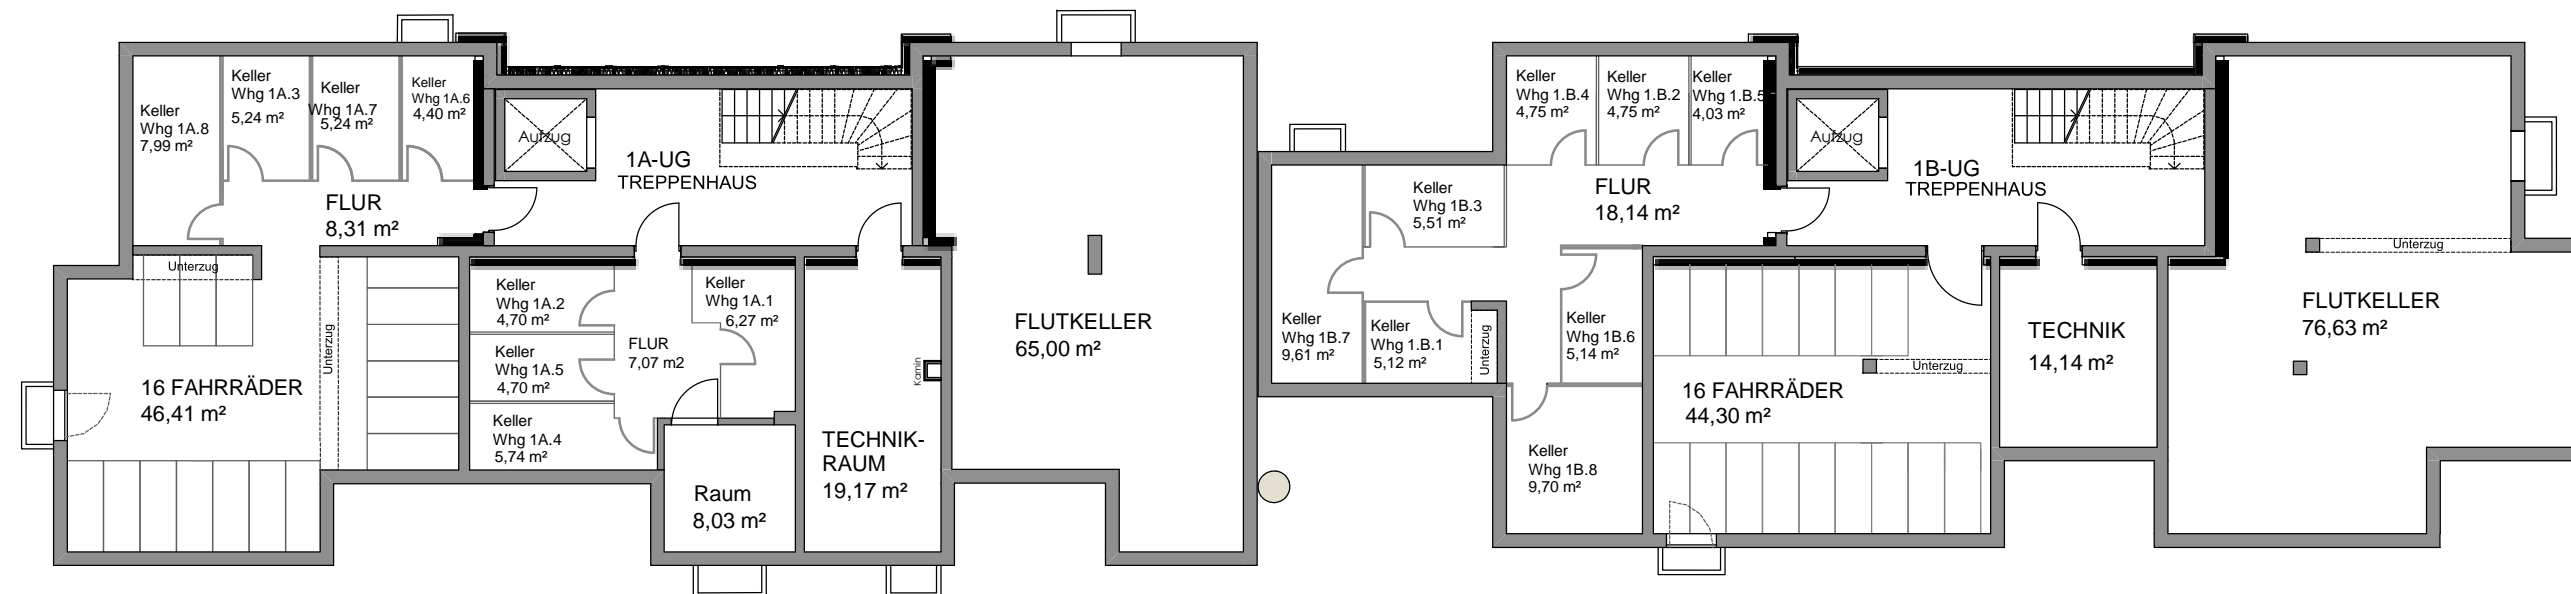 Keller
Whg 1A.8
7,99 m²
Keller
Whg 1A.3
5,24 m²
Keller
Whg 1A.7
5,24 m²
Keller
Whg 1A.6
4,40 m²
Aufzug
1A-UG
TREPPENHAUS
FLUR
8,31 m²
Unterzug
Unterzug
16 FAHRRÄDER
46,41 m²
Keller
Whg 1A.2
4,70 m²
Keller
Whg 1A.5
4,70 m²
Keller
Whg 1A.4
5,74 m²
FLUR
7,07 m2
Keller
Whg 1A.1
6,27 m²
Raum
8,03 m²
TECHNIK-
RAUM
19,17 m²
Kamin
FLUTKELLER
65,00 m²
Keller
Whg 1.B.4
4,75 m²
Keller
Whg 1.B.2
4,75 m²
Keller
Whg 1.B.5
4,03 m²
Aufzug
1B-UG
TREPPENHAUS
FLUR
18,14 m²
Keller
Whg 1B.3
5,51 m²
Keller
Whg 1B.7
9,61 m²
Keller
Whg 1.B.1
5,12 m²
Unterzug
Keller
Whg 1B.6
5,14 m²
Keller
Whg 1B.8
9,70 m²
16 FAHRRÄDER
44,30 m²
Unterzug
TECHNIK
14,14 m²
Unterzug
FLUTKELLER
76,63 m²